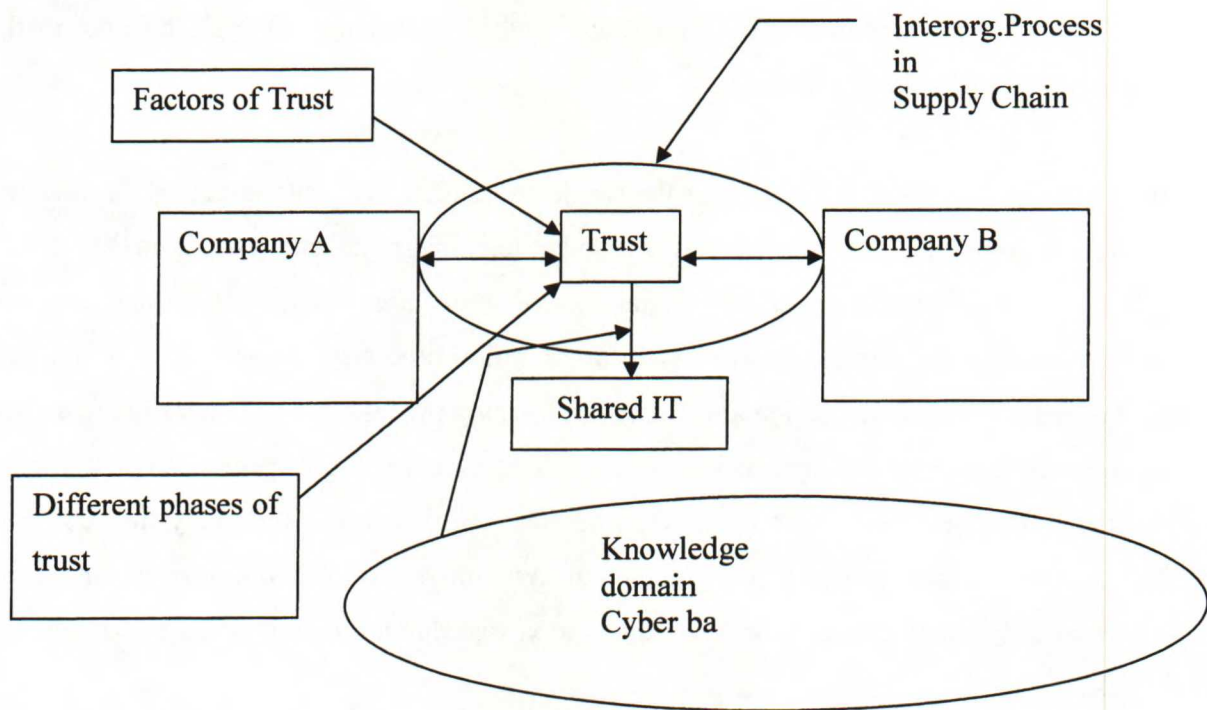 Interorg.Process
in
Supply Chain
Factors of Trust
Company A
Trust
Company B
Shared IT
Different phases of
trust
Knowledge
domain
Cyber ba